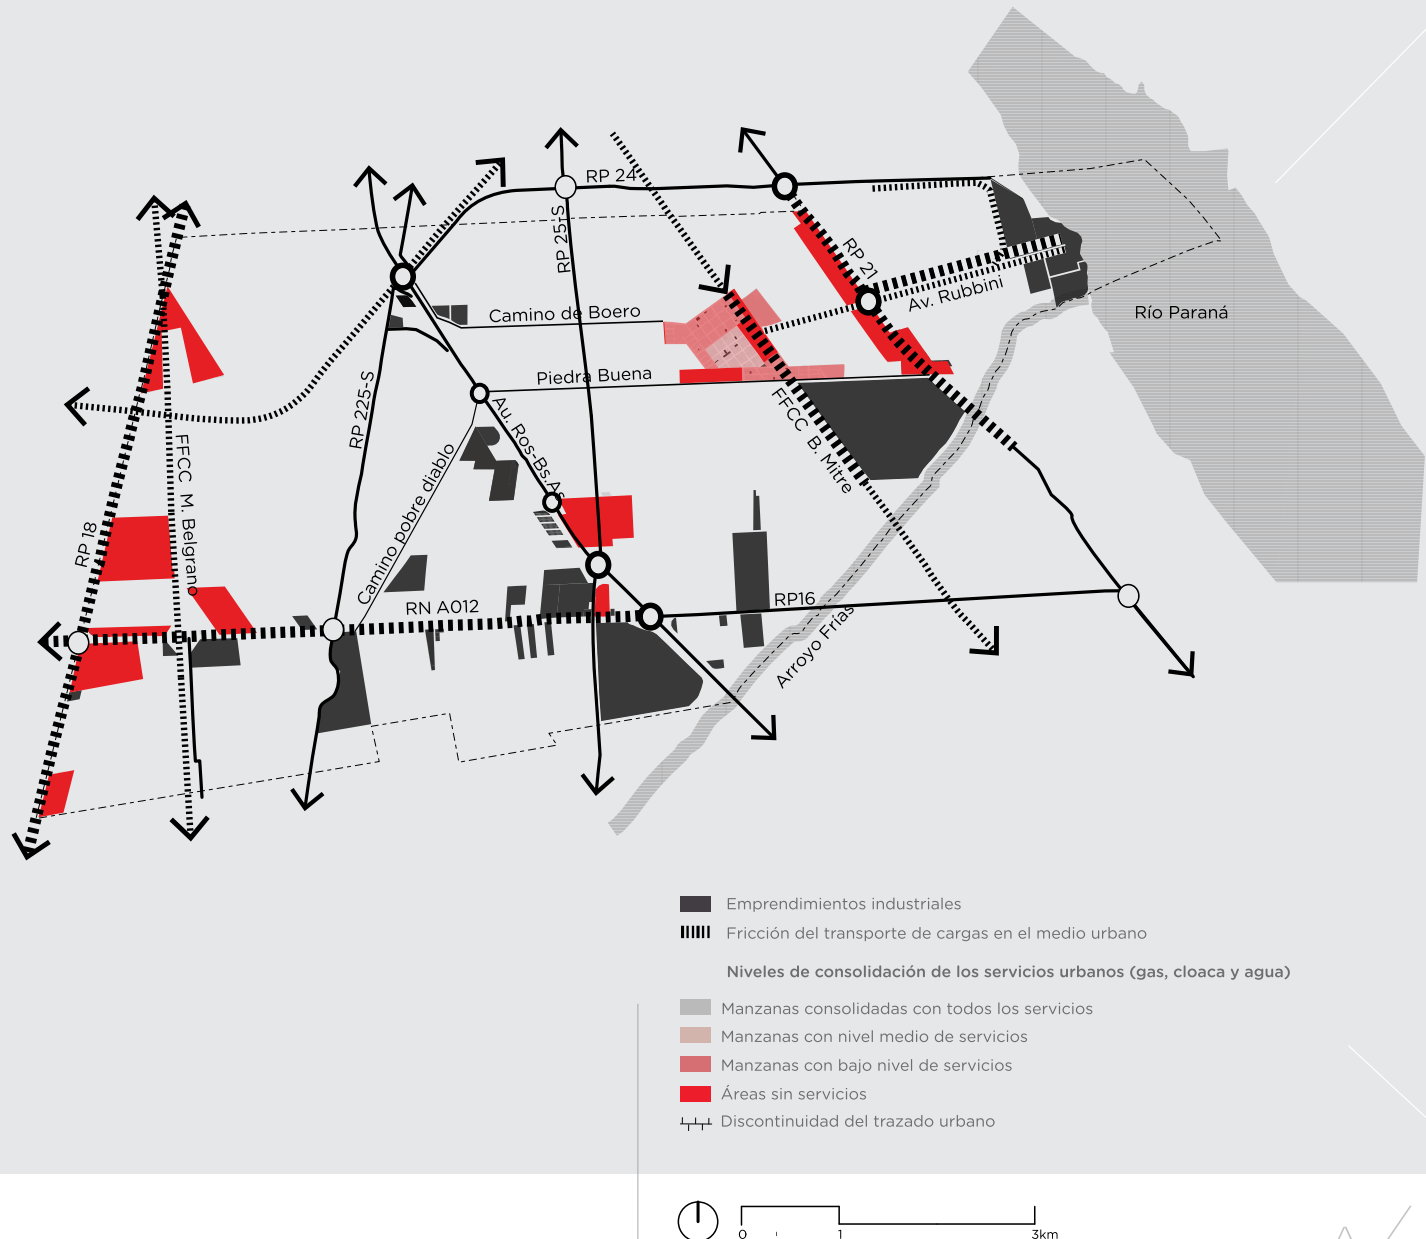 RP 24
RP 25-S
RP 21
Camino de Boero
Av. Rubbini
Río Paraná
Piedra Buena
RP 225-S
Au. Ros-Bs.As
FFCC B. Mitre
FFCC M. Belgrano
RP 18
Camino pobre diablo
RN A012
RP16
Arroyo Frías
Emprendimientos industriales
Fricción del transporte de cargas en el medio urbano
Niveles de consolidación de los servicios urbanos (gas, cloaca y agua)
Manzanas consolidadas con todos los servicios
Manzanas con nivel medio de servicios
Manzanas con bajo nivel de servicios
Áreas sin servicios
Discontinuidad del trazado urbano
0 1 3km